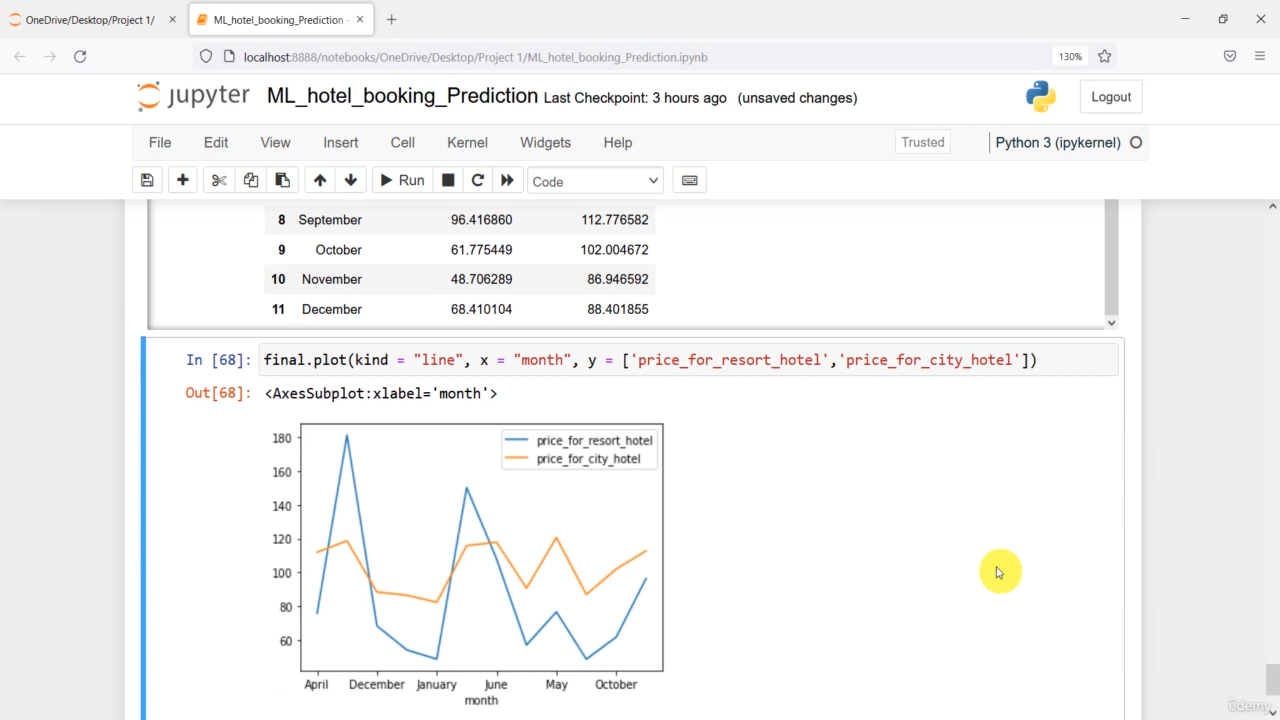 OneDrive/Desktop/Project 1/
ML_hotel_booking_Prediction -
localhost:8888/notebooks/OneDrive/Desktop/Project 1/ML_hotel_booking_Prediction.ipynb
130%
jupyter ML_hotel_booking_Prediction Last Checkpoint: 3 hours ago (unsaved changes)
Logout
File Edit View Insert Cell Kernel Widgets Help
Trusted
Python 3 (ipykernel)
Run
Code
8 September 96.416860 112.776582
9 October 61.775449 102.004672
10 November 48.706289 86.946592
11 December 68.410104 88.401855
In [68]: final.plot(kind = "line", x = "month", y = ['price_for_resort_hotel','price_for_city_hotel'])
Out[68]: <AxesSubplot:xlabel='month'>
price_for_resort_hotel
price_for_city_hotel
180
160
140
120
100
80
60
April December January June May October
month
ûdemy